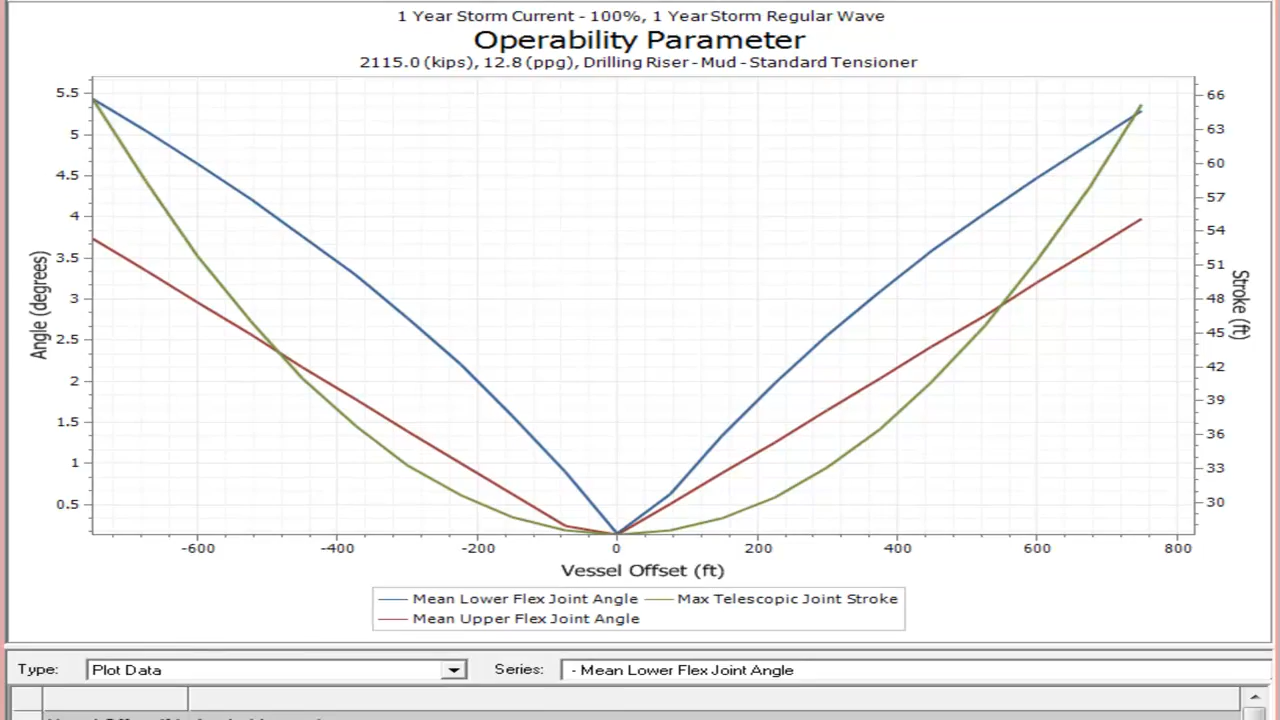 1 Year Storm Current - 100%, 1 Year Storm Regular Wave
Operability Parameter
2115.0 (kips), 12.8 (ppg), Drilling Riser - Mud - Standard Tensioner
5.5
5
4.5
4
3.5
3
2.5
2
1.5
1
0.5
Angle (degrees)
66
63
60
57
54
51
48
45
42
39
36
33
30
Stroke (ft)
-600 -400 -200 0 200 400 600 800
Vessel Offset (ft)
Mean Lower Flex Joint Angle Max Telescopic Joint Stroke
Mean Upper Flex Joint Angle
Type: Plot Data Series: - Mean Lower Flex Joint Angle